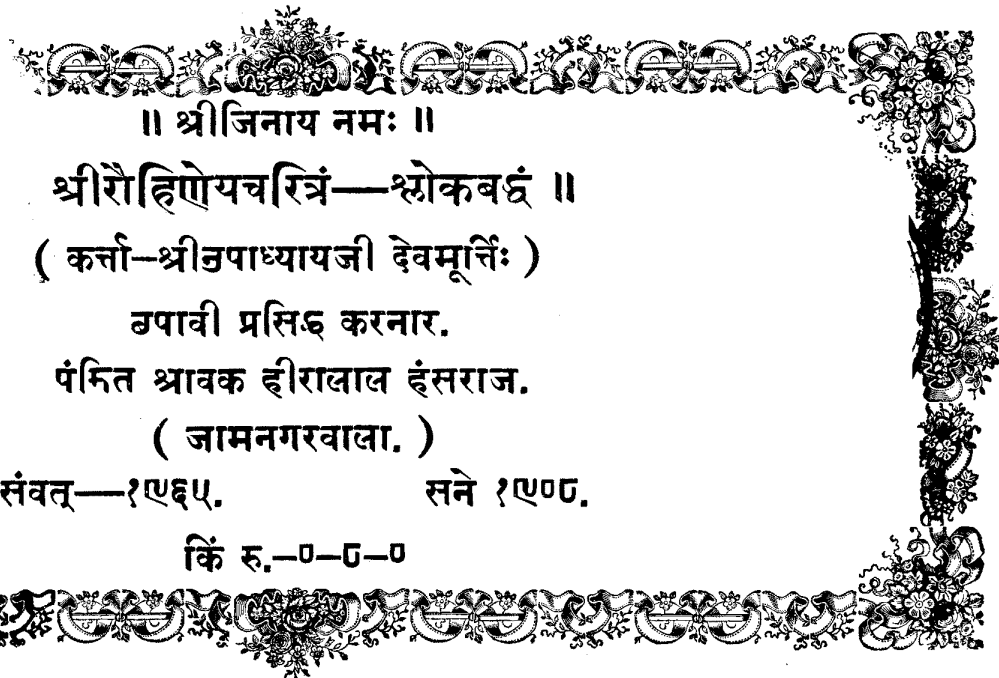 ॥ श्रीजिनाय नमः ॥
श्रीरौहिणेयचरित्रं—श्लोकबद्धं ॥
( कर्त्ता—श्रीउपाध्यायजी देवमूर्त्तिः )
छपावी प्रसिद्ध करनार.
पंडित श्रावक हीरालाल हंसराज.
( जामनगरवाला. )
संवत्—१९६५. सने १९०८.
किं रु.—०—८—०